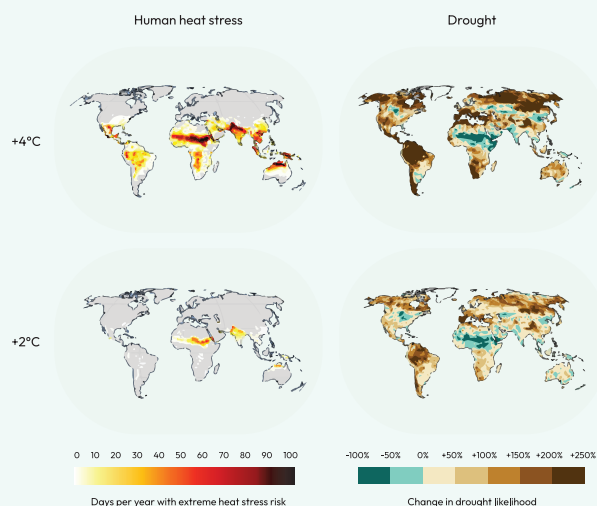 Human heat stress
Drought
+4°C
+2°C
0 10 20 30 40 50 60 70 80 90 100
-100% -50% 0% +50% +100% +150% +200% +250%
Days per year with extreme heat stress risk
Change in drought likelihood